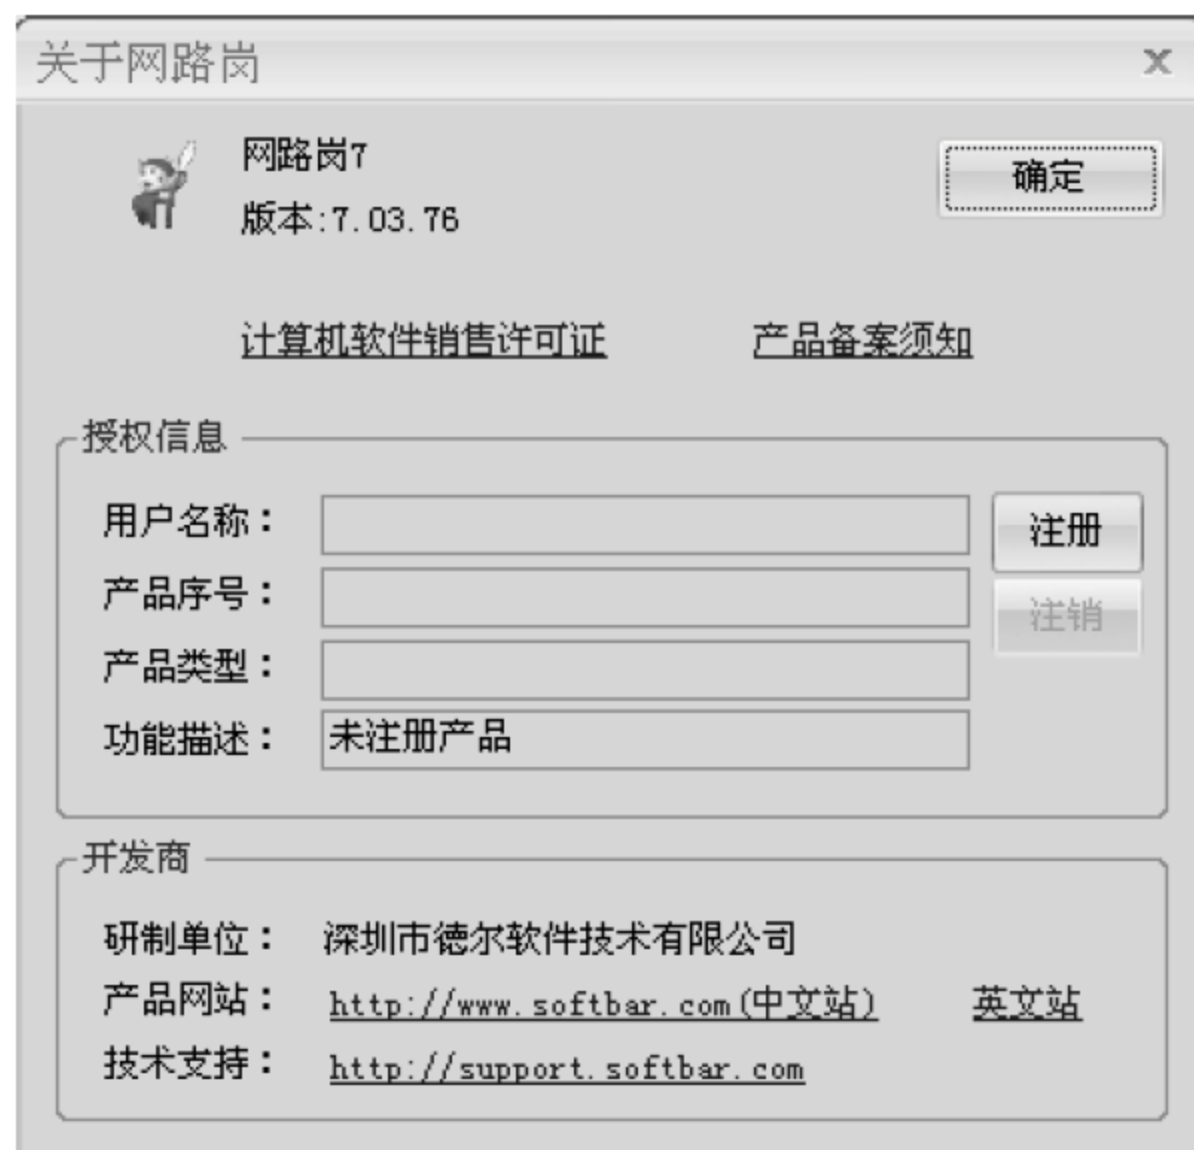 关于网路岗
网路岗7
确定
版本:7.03.76
计算机软件销售许可证 产品备案须知
授权信息
用户名称：
注册
产品序号：
注销
产品类型：
功能描述： 未注册产品
开发商
研制单位： 深圳市德尔软件技术有限公司
产品网站： http://www.softbar.com(中文站) 英文站
技术支持： http://support.softbar.com